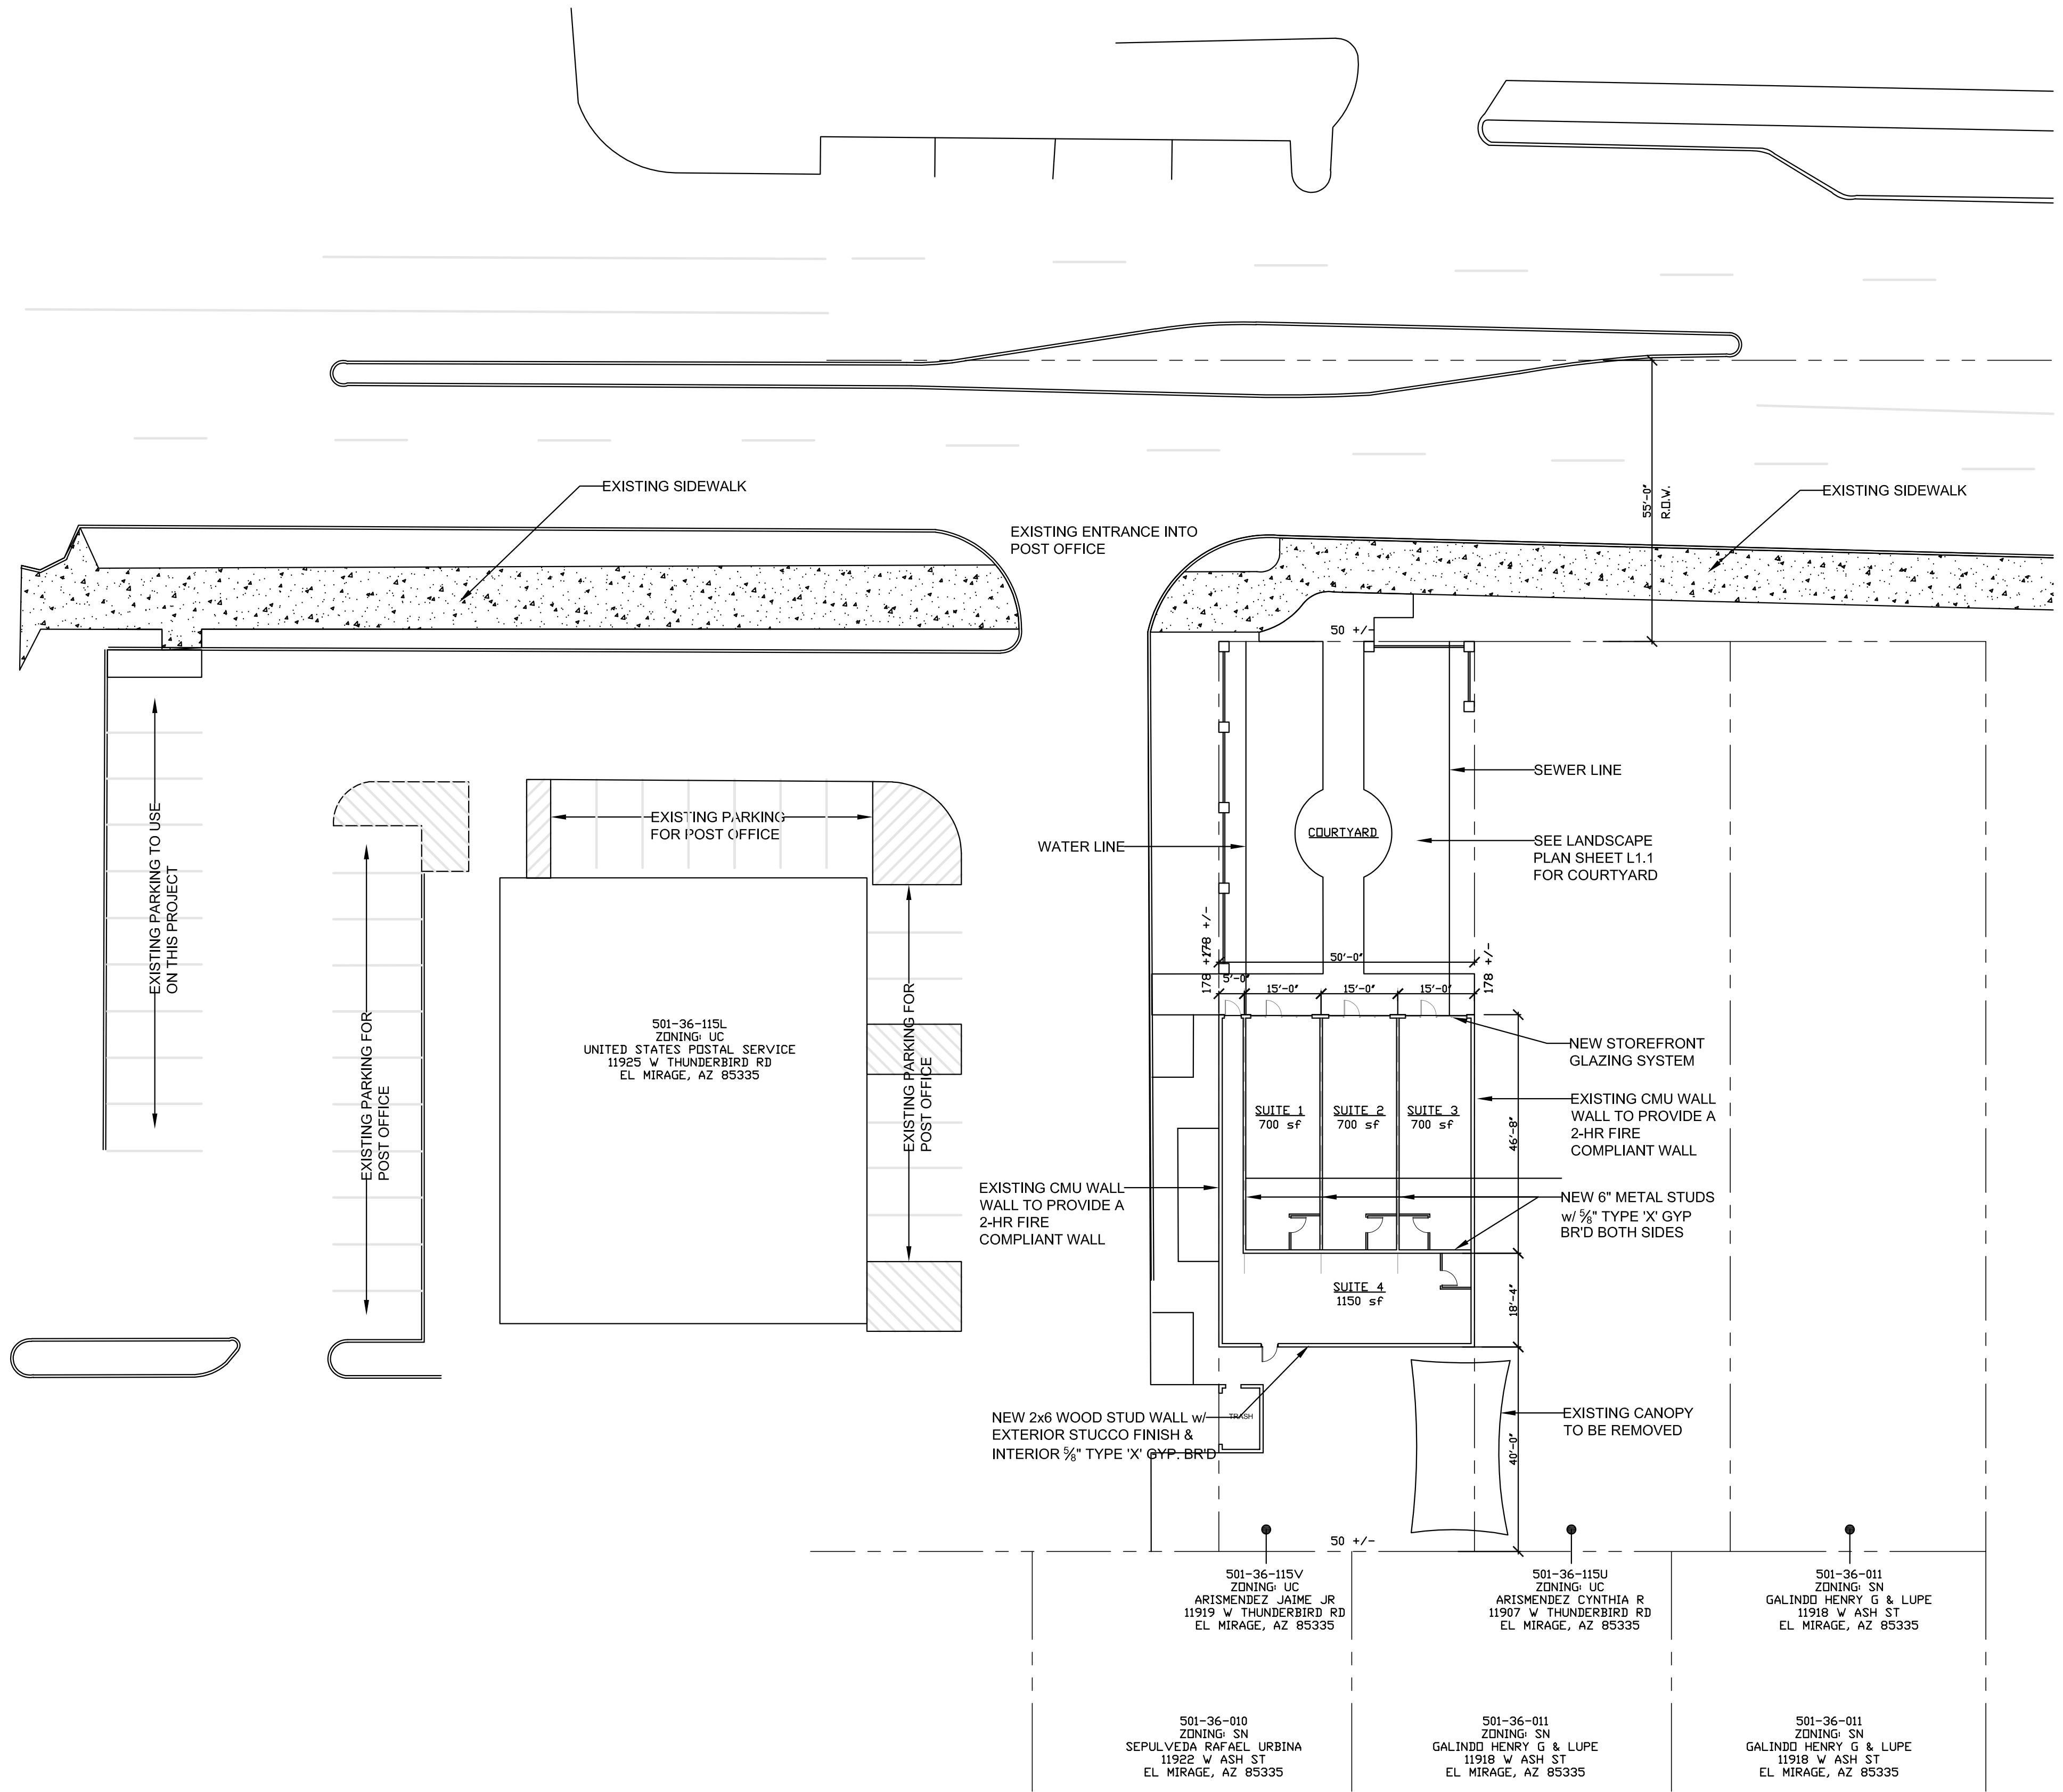 EXISTING SIDEWALK
EXISTING ENTRANCE INTO
POST OFFICE
55'-0"
R.O.W.
EXISTING SIDEWALK
50 +/-
EXISTING PARKING TO USE
ON THIS PROJECT
EXISTING PARKING FOR
POST OFFICE
EXISTING PARKING
FOR POST OFFICE
EXISTING PARKING FOR
POST OFFICE
501-36-115L
ZONING: UC
UNITED STATES POSTAL SERVICE
11925 W THUNDERBIRD RD
EL MIRAGE, AZ 85335
WATER LINE
COURTYARD
SEWER LINE
SEE LANDSCAPE
PLAN SHEET L1.1
FOR COURTYARD
178 +/-
178 +/-
178 +/-
50'-0"
5'-0"
15'-0"
15'-0"
15'-0"
NEW STOREFRONT
GLAZING SYSTEM
SUITE 1
700 sf
SUITE 2
700 sf
SUITE 3
700 sf
46'-8"
EXISTING CMU WALL
WALL TO PROVIDE A
2-HR FIRE
COMPLIANT WALL
EXISTING CMU WALL
WALL TO PROVIDE A
2-HR FIRE
COMPLIANT WALL
NEW 6" METAL STUDS
w/ ⅝" TYPE 'X' GYP
BR'D BOTH SIDES
SUITE 4
1150 sf
18'-4"
NEW 2x6 WOOD STUD WALL w/
EXTERIOR STUCCO FINISH &
INTERIOR ⅝" TYPE 'X' GYP. BR'D
TRASH
EXISTING CANOPY
TO BE REMOVED
40'-0"
50 +/-
501-36-115V
ZONING: UC
ARISMENDEZ JAIME JR
11919 W THUNDERBIRD RD
EL MIRAGE, AZ 85335
501-36-115U
ZONING: UC
ARISMENDEZ CYNTHIA R
11907 W THUNDERBIRD RD
EL MIRAGE, AZ 85335
501-36-011
ZONING: SN
GALINDO HENRY G & LUPE
11918 W ASH ST
EL MIRAGE, AZ 85335
501-36-010
ZONING: SN
SEPULVEDA RAFAEL URBINA
11922 W ASH ST
EL MIRAGE, AZ 85335
501-36-011
ZONING: SN
GALINDO HENRY G & LUPE
11918 W ASH ST
EL MIRAGE, AZ 85335
501-36-011
ZONING: SN
GALINDO HENRY G & LUPE
11918 W ASH ST
EL MIRAGE, AZ 85335